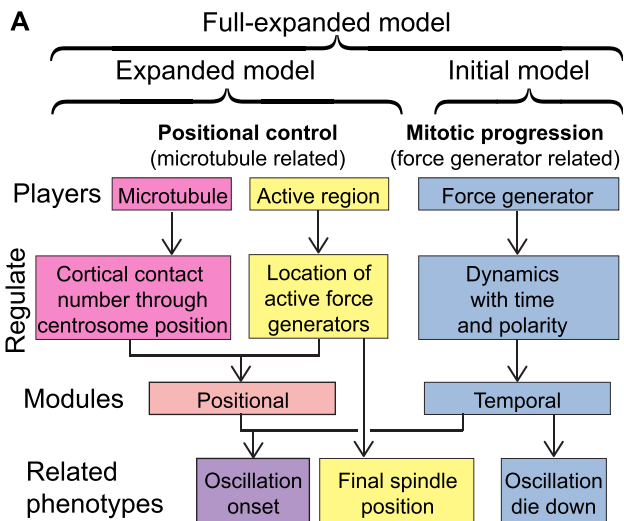 A
Full-expanded model
Expanded model
Initial model
Positional control
(microtubule related)
Mitotic progression
(force generator related)
Players
Microtubule
Active region
Force generator
Regulate
Cortical contact
number through
centrosome position
Location of
active force
generators
Dynamics
with time
and polarity
Modules
Positional
Temporal
Related
phenotypes
Oscillation
onset
Final spindle
position
Oscillation
die down